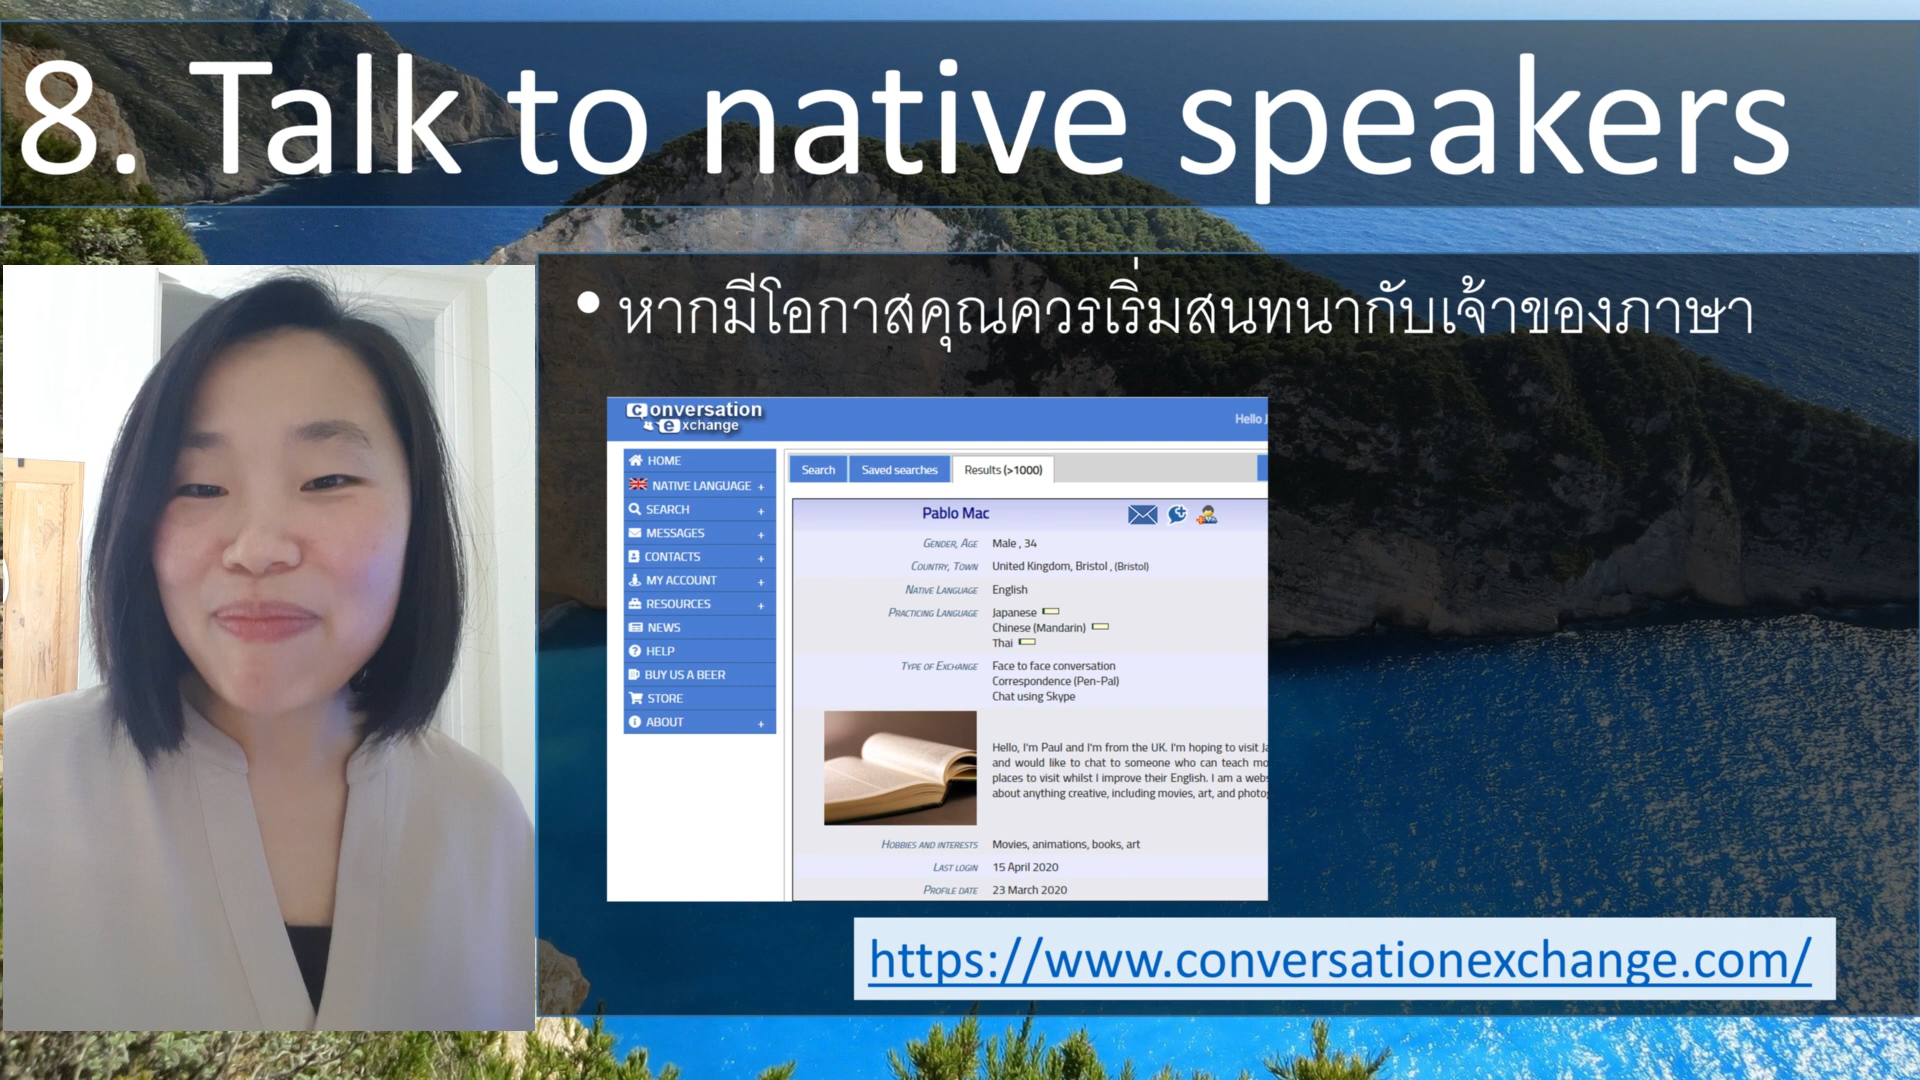 8. Talk to native speakers
• หากมีโอกาสคุณควรเริ่มสนทนากับเจ้าของภาษา
Conversation
Exchange
Hello
HOME
NATIVE LANGUAGE +
SEARCH +
MESSAGES +
CONTACTS +
MY ACCOUNT +
RESOURCES +
NEWS
HELP
BUY US A BEER
STORE
ABOUT +
Search
Saved searches
Results (>1000)
Pablo Mac
GENDER, AGE Male , 34
COUNTRY, TOWN United Kingdom, Bristol , (Bristol)
NATIVE LANGUAGE English
PRACTICING LANGUAGE Japanese
Chinese (Mandarin)
Thai
TYPE OF EXCHANGE Face to face conversation
Correspondence (Pen-Pal)
Chat using Skype
Hello, I'm Paul and I'm from the UK. I'm hoping to visit
and would like to chat to someone who can teach
places to visit whilst I improve their English. I am a
about anything creative, including movies, art, and
HOBBIES AND INTERESTS Movies, animations, books, art
LAST LOGIN 15 April 2020
PROFILE DATE 23 March 2020
https://www.conversationexchange.com/